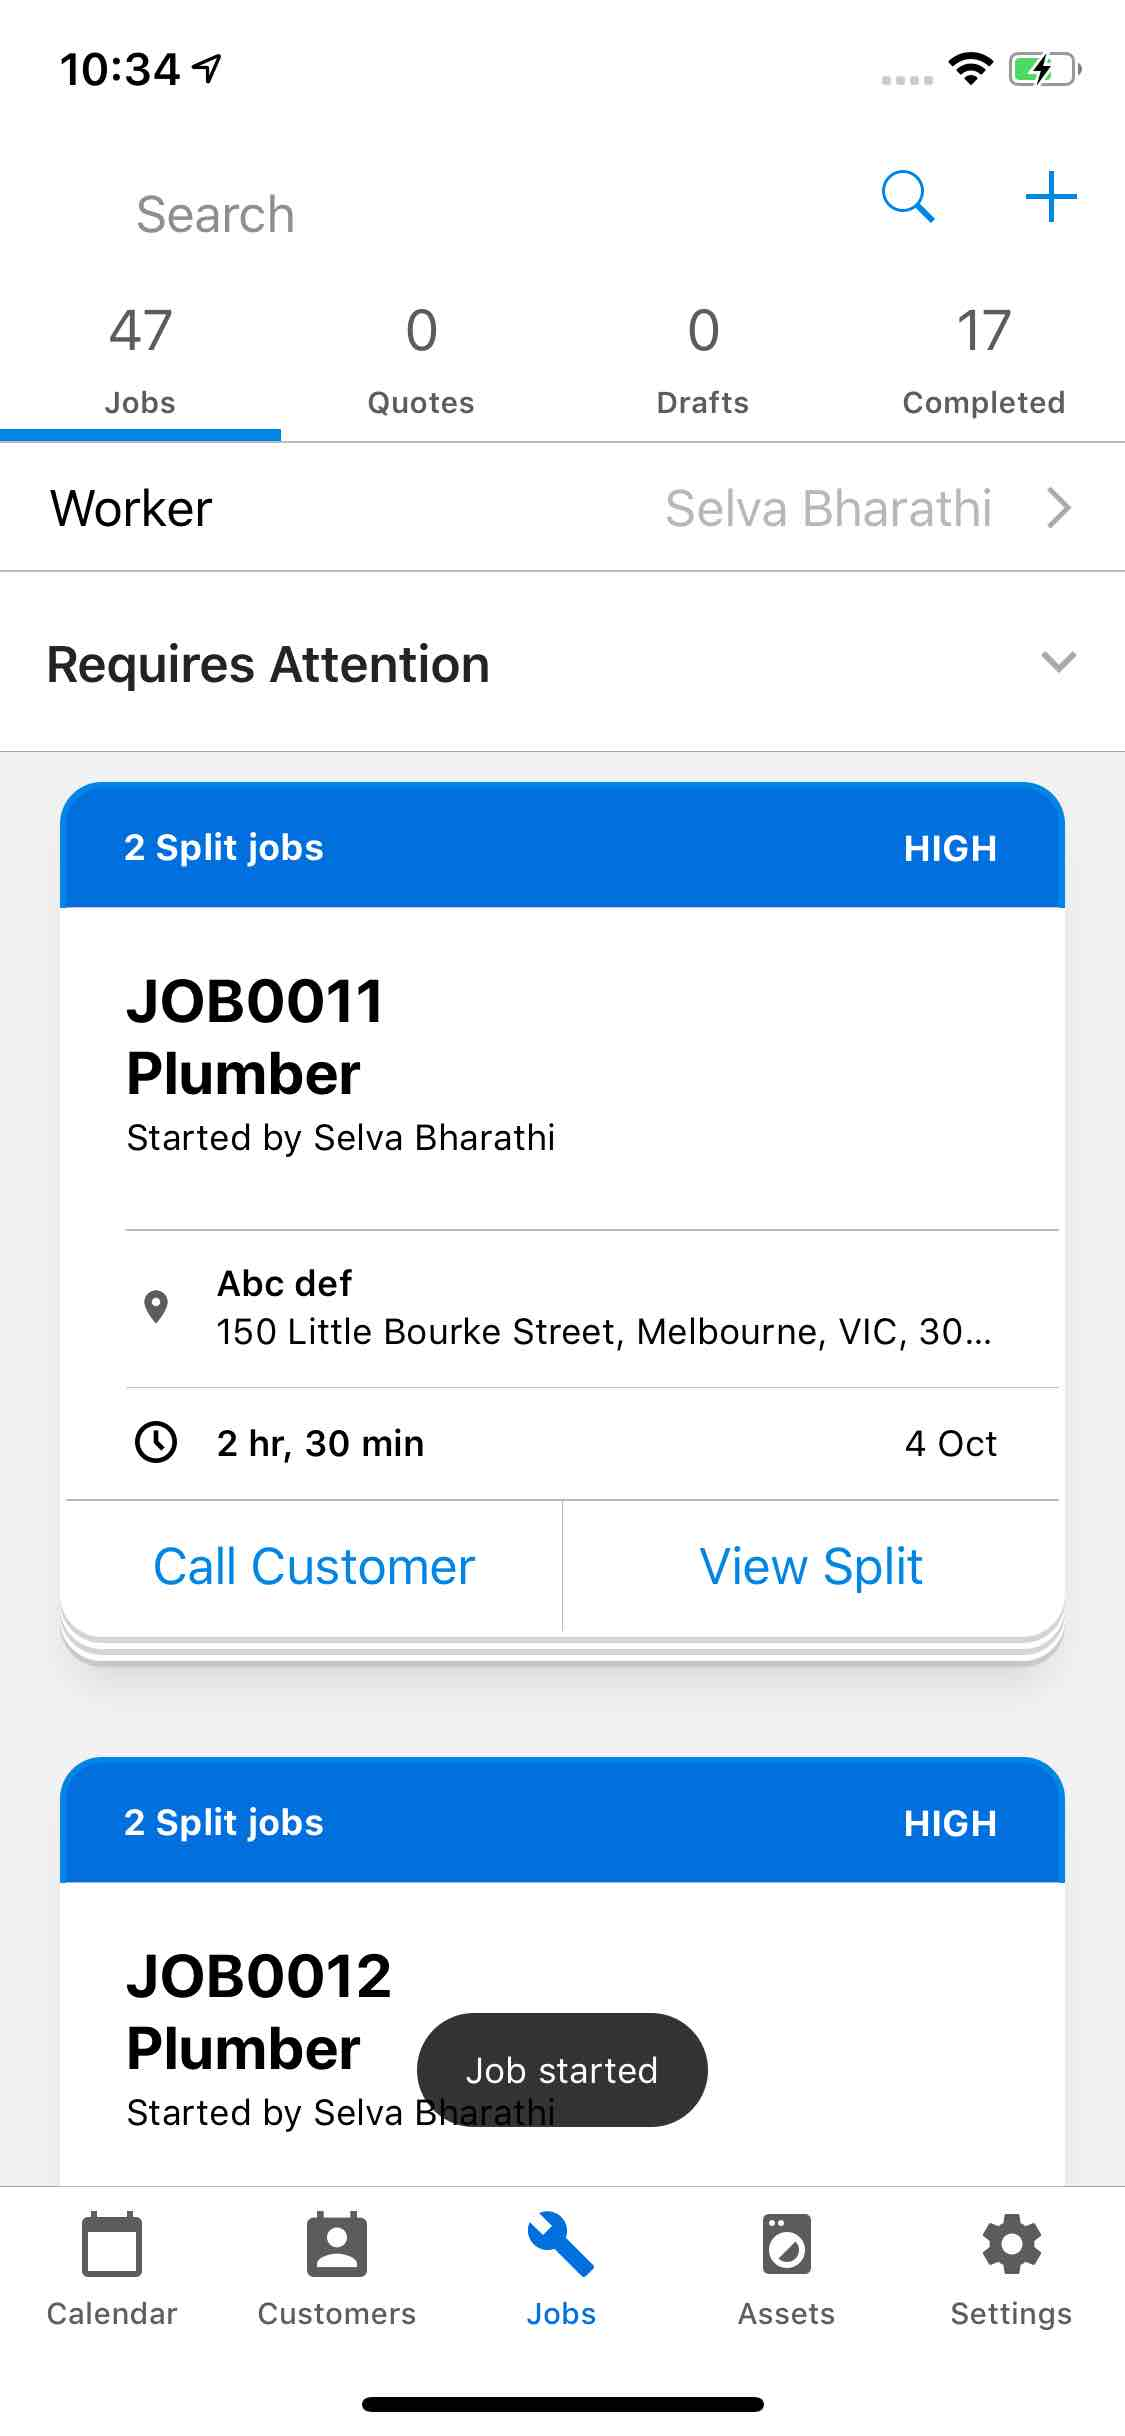 10:34
Search
47
0
0
17
Jobs
Quotes
Drafts
Completed
Worker
Selva Bharathi
Requires Attention
2 Split jobs
HIGH
JOB0011
Plumber
Started by Selva Bharathi
Abc def
150 Little Bourke Street, Melbourne, VIC, 30...
2 hr, 30 min
4 Oct
Call Customer
View Split
2 Split jobs
HIGH
JOB0012
Plumber
Started by Selva Bharathi
Job started
Calendar
Customers
Jobs
Assets
Settings